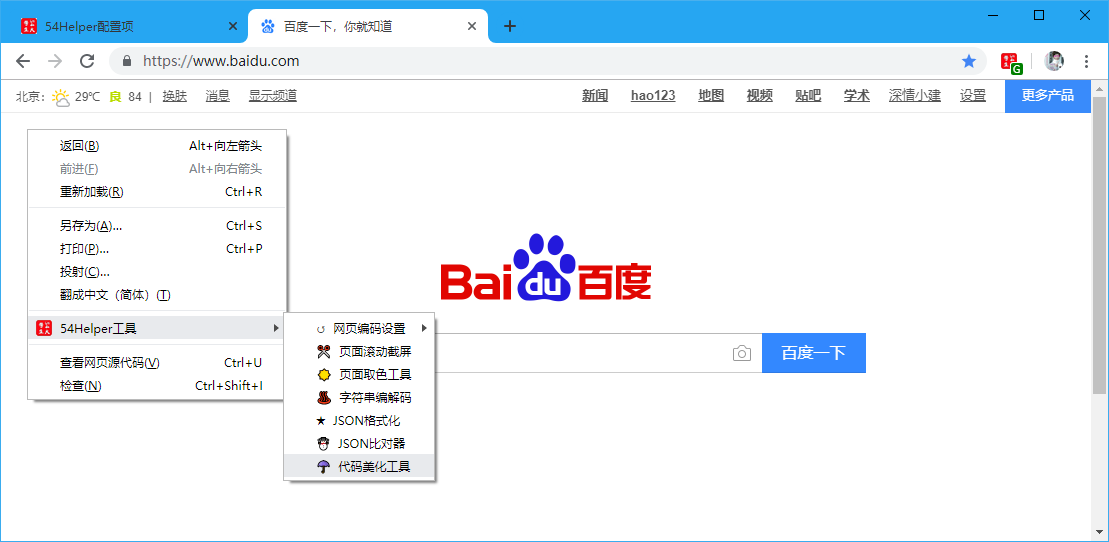 54Helper配置项
百度一下，你就知道
https://www.baidu.com
北京: 29℃ 良 84 | 换肤 消息 显示频道
新闻 hao123 地图 视频 贴吧 学术 深情小建 设置 更多产品
返回(B) Alt+向左箭头
前进(F) Alt+向右箭头
重新加载(R) Ctrl+R
另存为(A)... Ctrl+S
打印(P)... Ctrl+P
投射(C)...
翻成中文（简体）(T)
54Helper工具
查看网页源代码(V) Ctrl+U
检查(N) Ctrl+Shift+I
网页编码设置
页面滚动截屏
页面取色工具
字符串编解码
JSON格式化
JSON比对器
代码美化工具
Baidu百度
百度一下
G